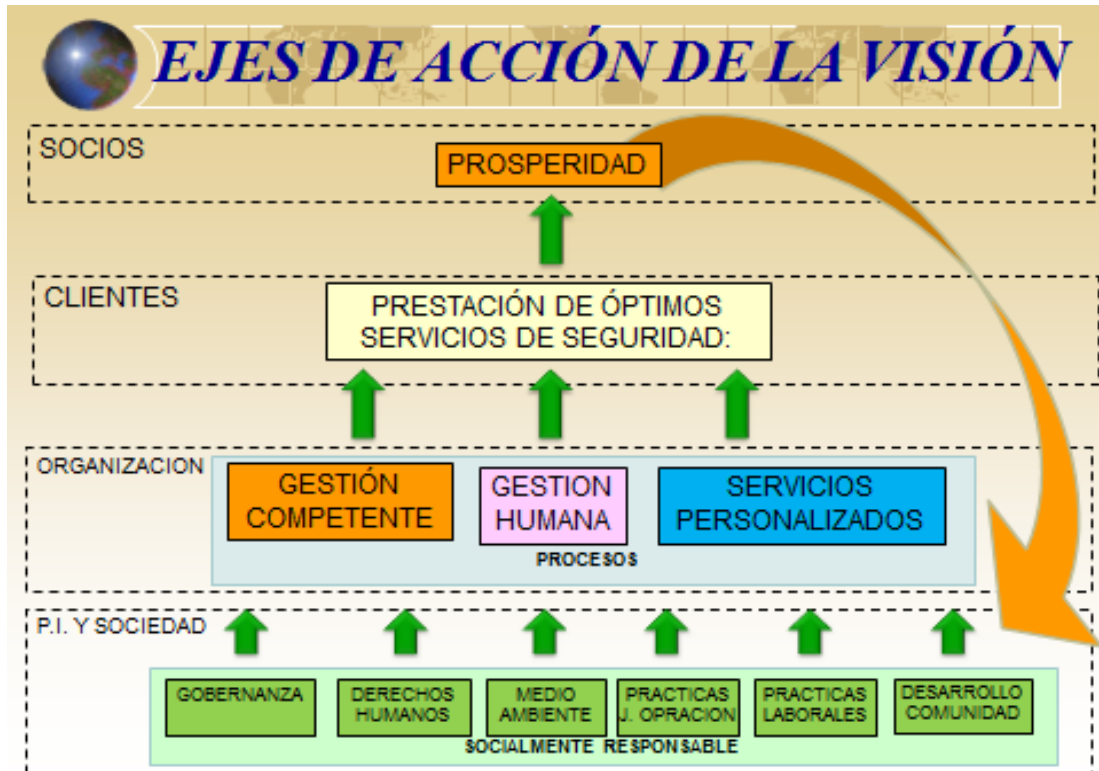 EJES DE ACCIÓN DE LA VISIÓN
SOCIOS
PROSPERIDAD
CLIENTES
PRESTACIÓN DE ÓPTIMOS
SERVICIOS DE SEGURIDAD:
ORGANIZACION
GESTIÓN
COMPETENTE
GESTION
HUMANA
SERVICIOS
PERSONALIZADOS
PROCESOS
P.I. Y SOCIEDAD
GOBERNANZA
DERECHOS
HUMANOS
MEDIO
AMBIENTE
PRACTICAS
J. OPRACION
PRACTICAS
LABORALES
DESARROLLO
COMUNIDAD
SOCIALMENTE RESPONSABLE